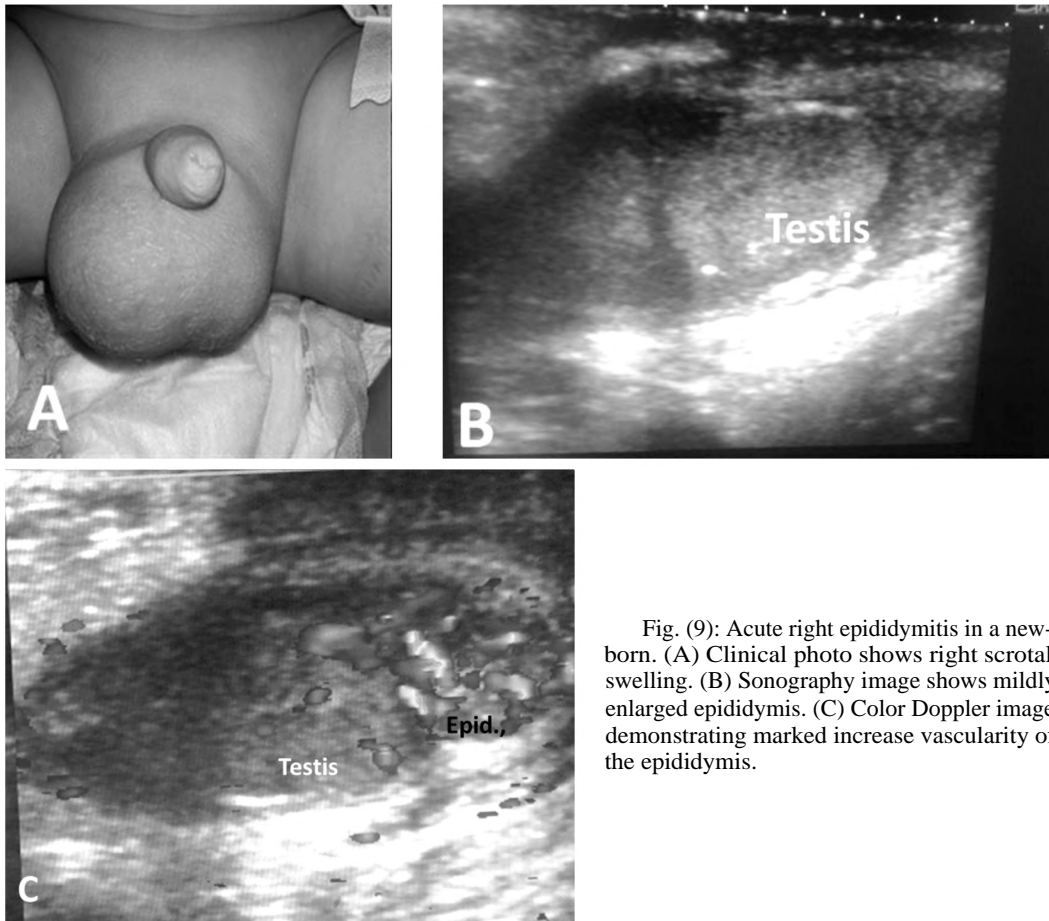 A
B
Testis
C
Testis
Epid.,
Fig. (9): Acute right epididymitis in a new-
born. (A) Clinical photo shows right scrotal
swelling. (B) Sonography image shows mildly
enlarged epididymis. (C) Color Doppler image
demonstrating marked increase vascularity of
the epididymis.